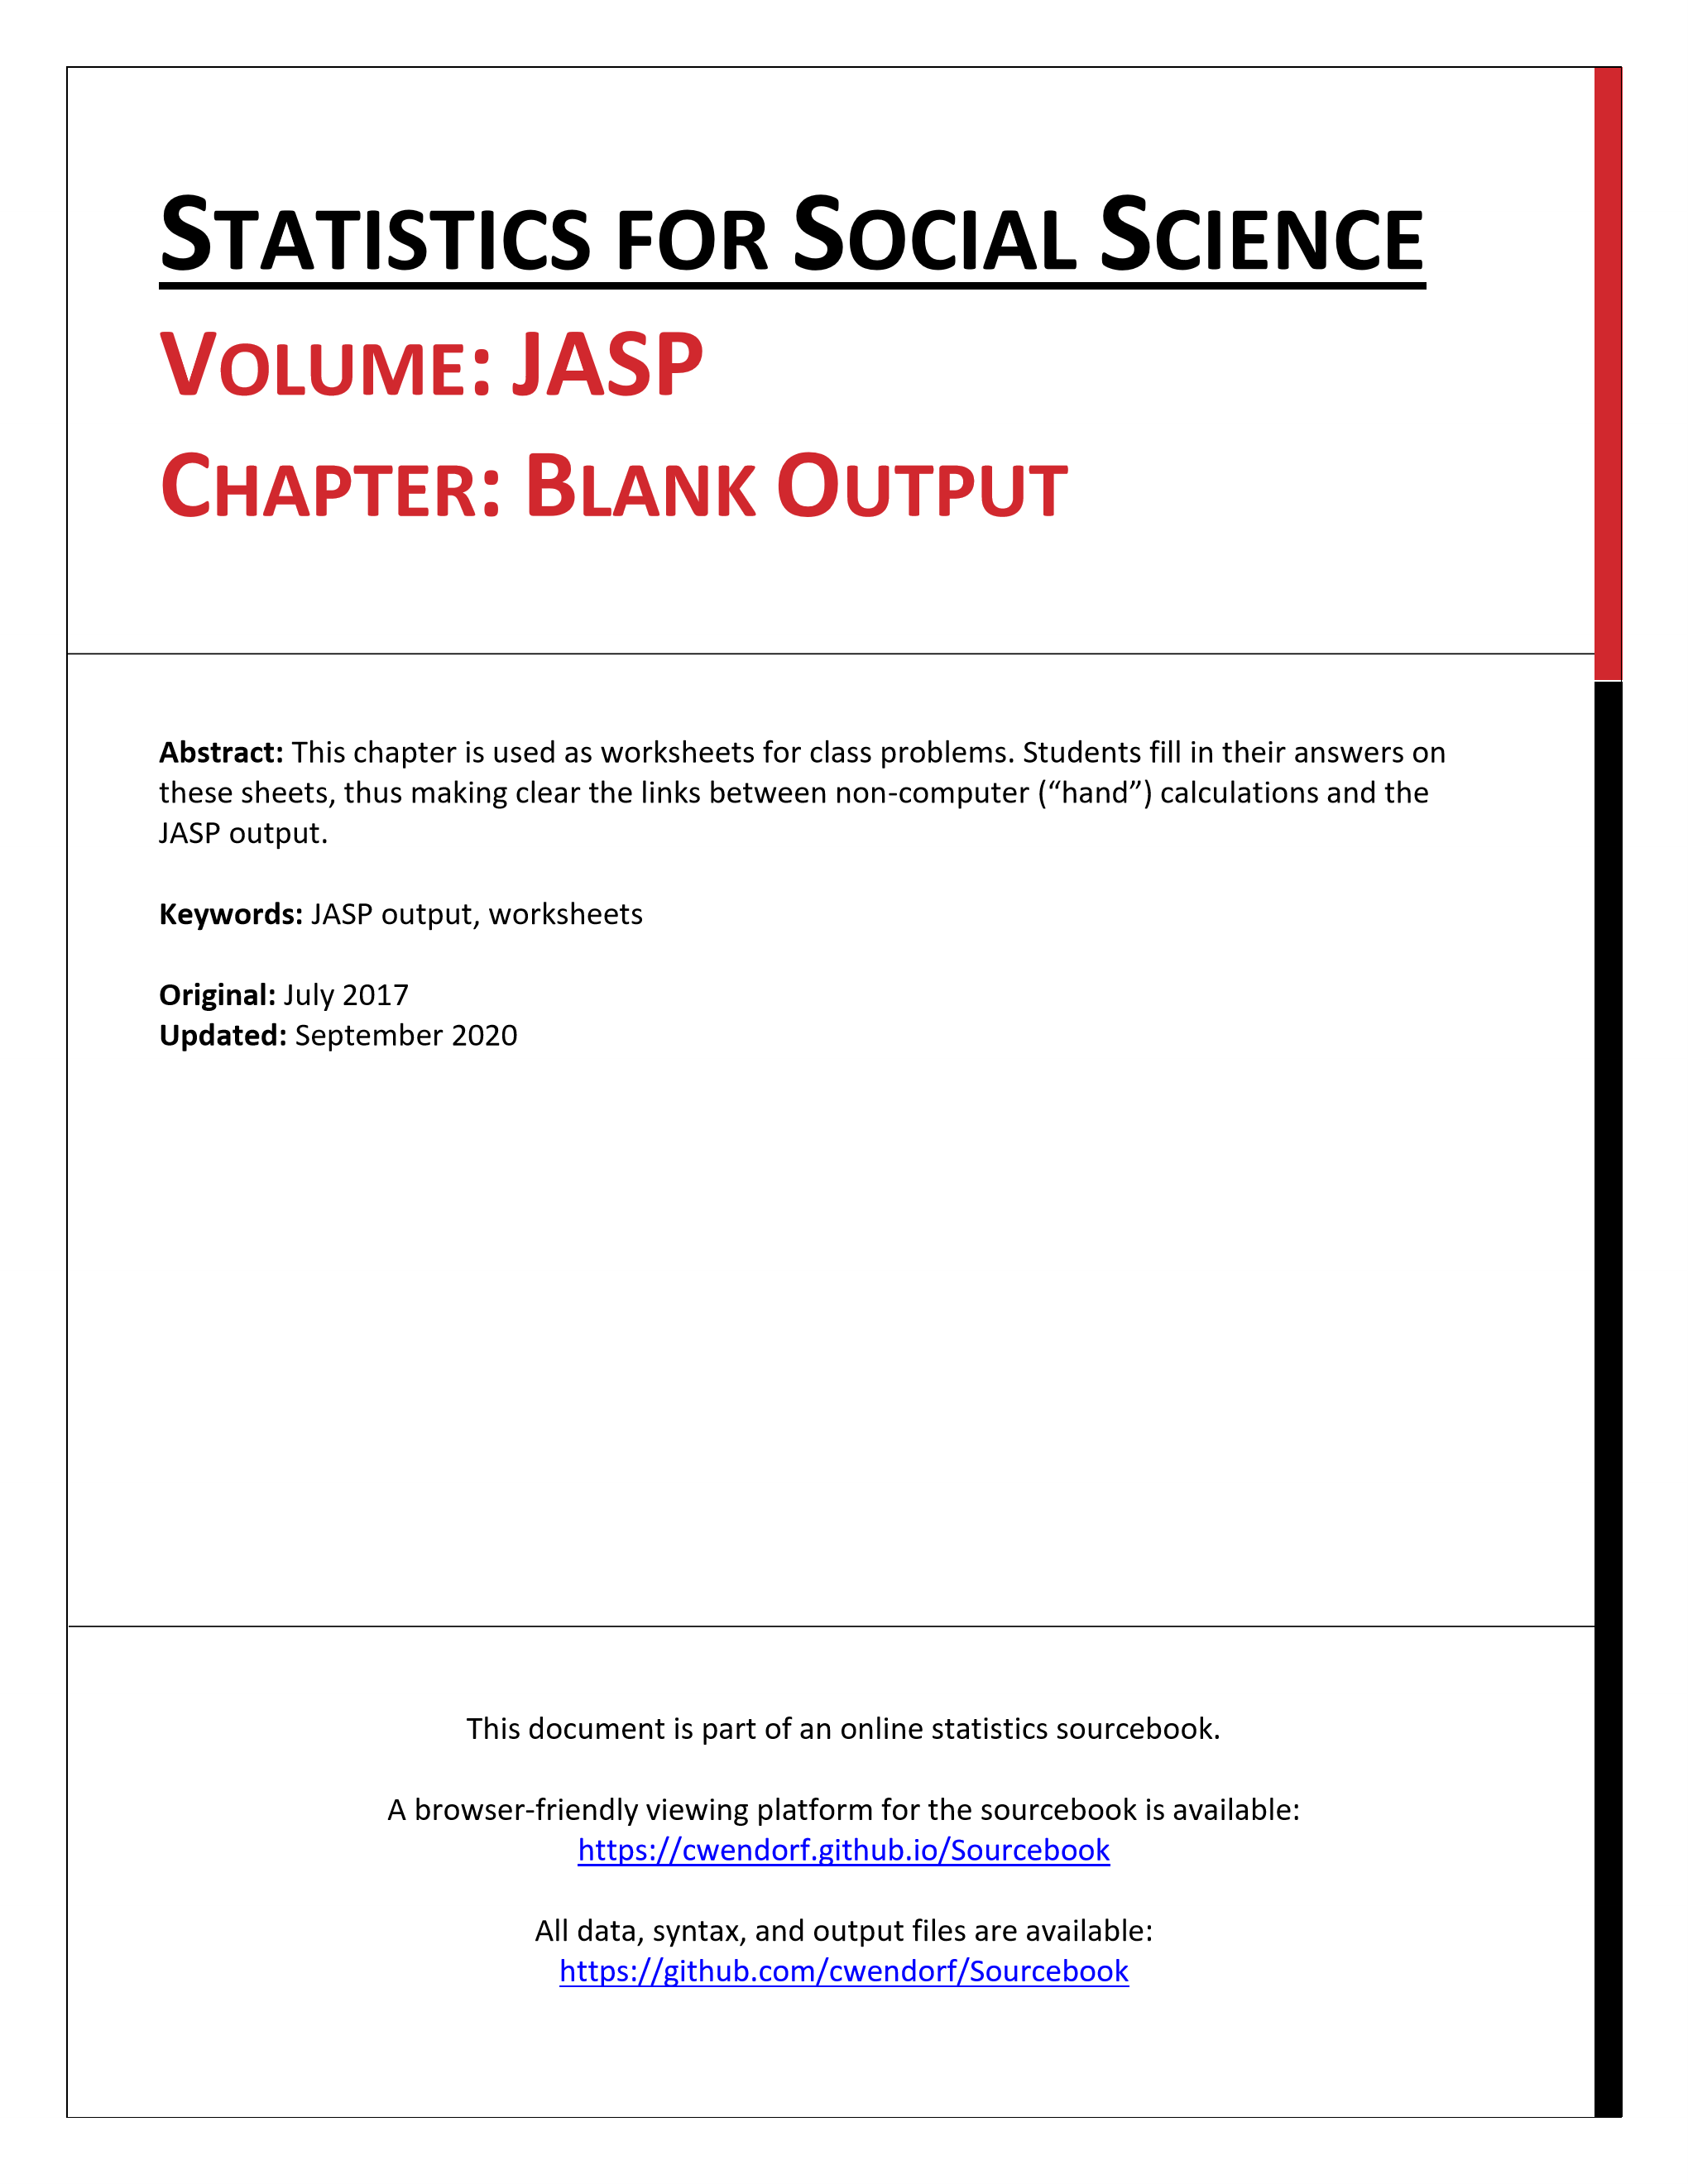 STATISTICS FOR SOCIAL SCIENCE
VOLUME: JASP
CHAPTER: BLANK OUTPUT
Abstract: This chapter is used as worksheets for class problems. Students fill in their answers on
these sheets, thus making clear the links between non-computer (“hand”) calculations and the
JASP output.
Keywords: JASP output, worksheets
Original: July 2017
Updated: September 2020
This document is part of an online statistics sourcebook.
A browser-friendly viewing platform for the sourcebook is available:
https://cwendorf.github.io/Sourcebook
All data, syntax, and output files are available:
https://github.com/cwendorf/Sourcebook